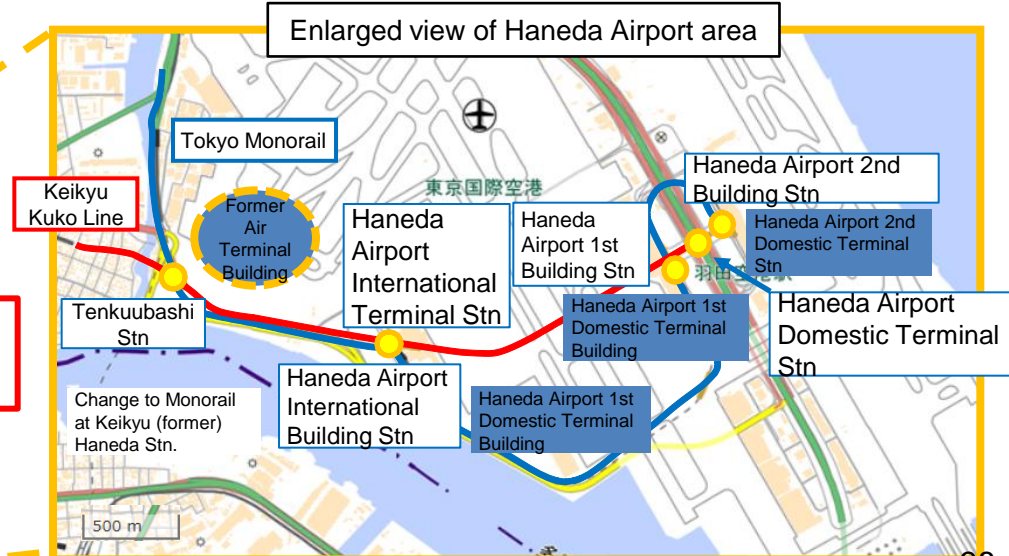 Enlarged view of Haneda Airport area
Tokyo Monorail
Keikyu
Kuko Line
Former
Air
Terminal
Building
東京国際空港
Haneda
Airport
International
Terminal Stn
Haneda
Airport 1st
Building Stn
Haneda Airport 2nd
Building Stn
Haneda Airport 2nd
Domestic Terminal
Stn
Tenkuubashi
Stn
Haneda Airport 1st
Domestic Terminal
Building
Haneda Airport
Domestic Terminal
Stn
Haneda Airport
International
Building Stn
Haneda Airport 1st
Domestic Terminal
Building
Change to Monorail
at Keikyu (former)
Haneda Stn.
500 m